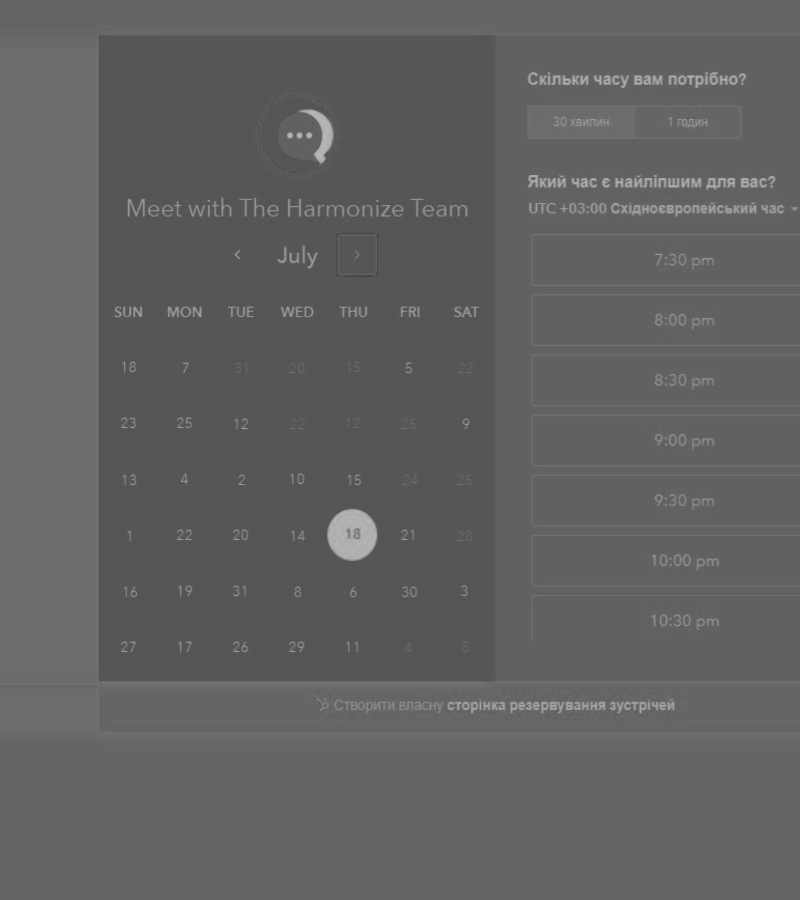 Meet with The Harmonize Team
July
SUN MON TUE WED THU FRI SAT
18 7 31 20 15 5 22
23 25 12 22 12 25 9
13 4 2 10 15 24 25
1 22 20 14 18 21 28
16 19 31 8 6 30 3
27 17 26 29 11 4 8
Скільки часу вам потрібно?
30 хвилин 1 годин
Який час є найліпшим для вас?
UTC +03:00 Східноєвропейський час
7:30 pm
8:00 pm
8:30 pm
9:00 pm
9:30 pm
10:00 pm
10:30 pm
Створити власну сторінка резервування зустрічей